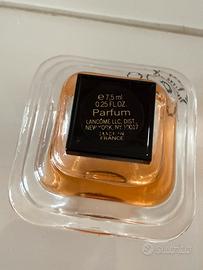 ℮ 7,5 ml
0.25 FL.OZ.
Parfum
LANCÔME LLC, DIST.,
NEW YORK, NY 10017
MADE IN
FRANCE